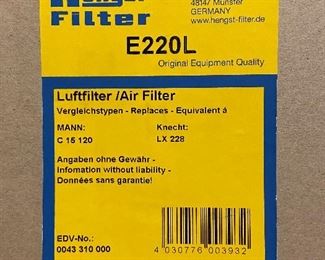 Hengst
Filter
48147 Münster
GERMANY
www.hengst-filter.de
E220L
Original Equipment Quality
Luftfilter /Air Filter
Vergleichstypen - Replaces - Equivalent á
MANN: Knecht:
C 15 120 LX 228
Angaben ohne Gewähr -
Infomation without liability -
Données sans garantie!
EDV-No.:
0043 310 000
4 030776 003932